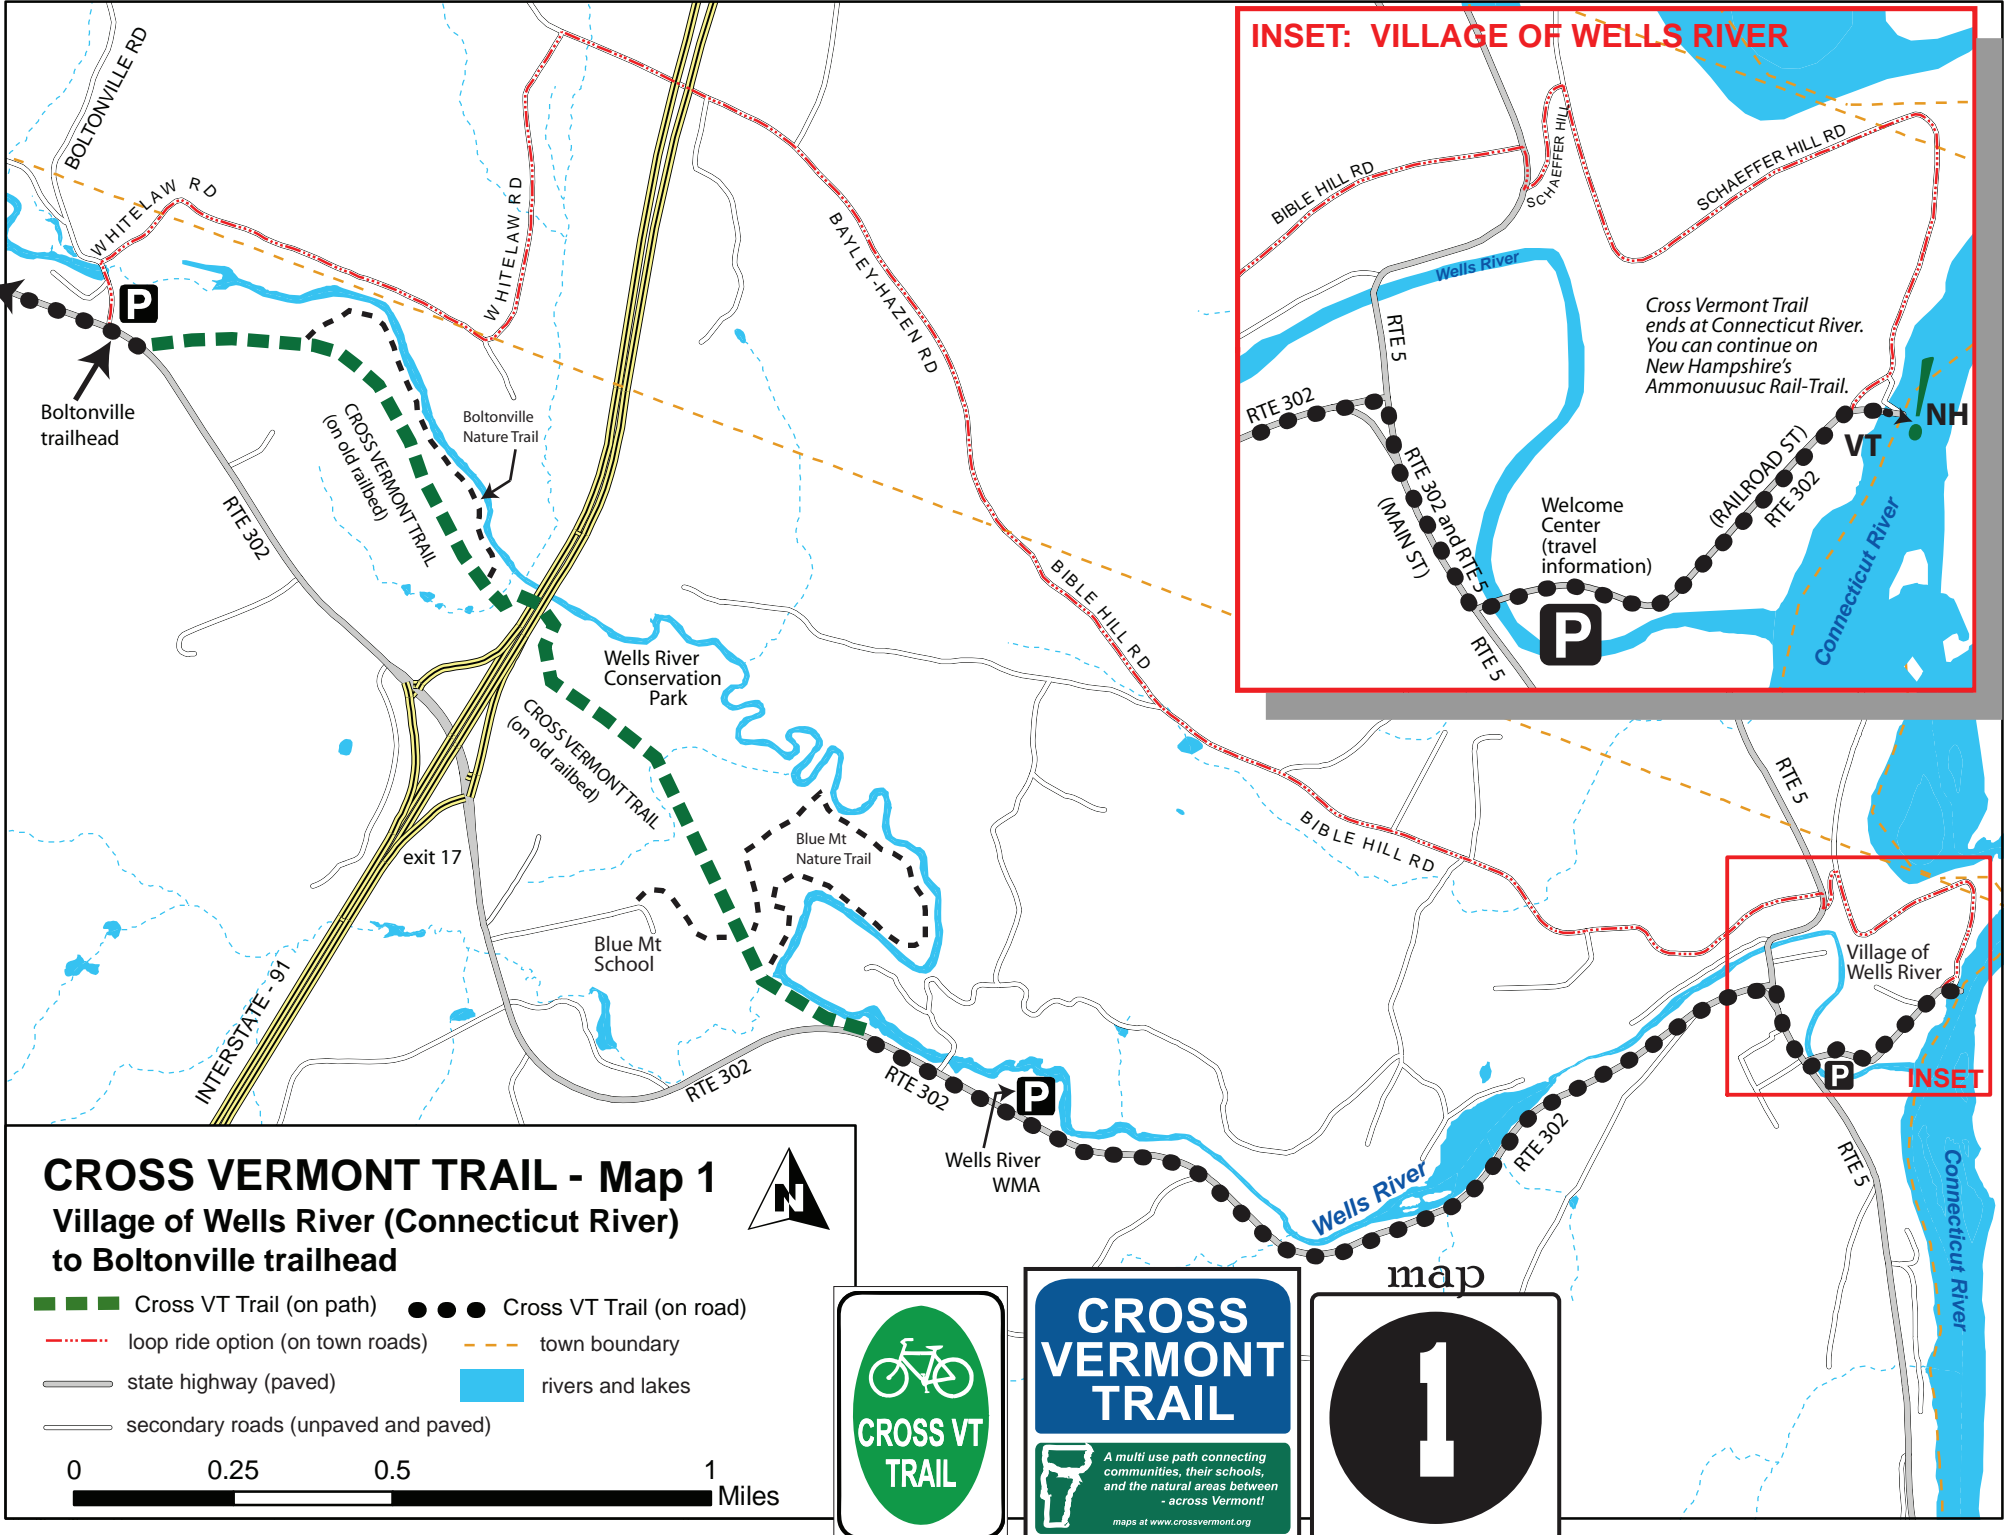 INSET: VILLAGE OF WELLS RIVER
BOLTONVILLE RD
WHITELAW RD
WHITELAW RD
BAYLEY-HAZEN RD
P
Boltonville
trailhead
CROSS VERMONT TRAIL
(on old railbed)
Boltonville
Nature Trail
RTE 302
BIBLE HILL RD
SCHAEFFER HILL
SCHAEFFER HILL RD
Wells River
RTE 5
Cross Vermont Trail
ends at Connecticut River.
You can continue on
New Hampshire's
Ammonuusuc Rail-Trail.
RTE 302
NH
VT
RTE 302 and RTE 5
(MAIN ST)
Welcome
Center
(travel
information)
(RAILROAD ST)
RTE 302
P
RTE 5
Connecticut River
BIBLE HILL RD
Wells River
Conservation
Park
CROSS VERMONT TRAIL
(on old railbed)
Blue Mt
Nature Trail
BIBLE HILL RD
RTE 5
exit 17
Blue Mt
School
INTERSTATE - 91
RTE 302
RTE 302
P
Wells River
WMA
Wells River
RTE 302
Village of
Wells River
P
INSET
RTE 5
Connecticut River
CROSS VERMONT TRAIL - Map 1
Village of Wells River (Connecticut River)
to Boltonville trailhead
N
Cross VT Trail (on path)
Cross VT Trail (on road)
loop ride option (on town roads)
town boundary
state highway (paved)
rivers and lakes
secondary roads (unpaved and paved)
0 0.25 0.5 1
Miles
CROSS VT
TRAIL
CROSS
VERMONT
TRAIL
A multi use path connecting
communities, their schools,
and the natural areas between
- across Vermont!
maps at www.crossvermont.org
map
1